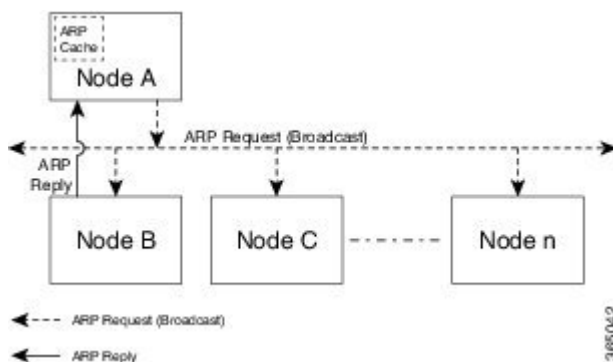 ARP
Cache
Node A
ARP Request (Broadcast)
ARP
Reply
Node B
Node C
Node n
ARP Request (Broadcast)
ARP Reply